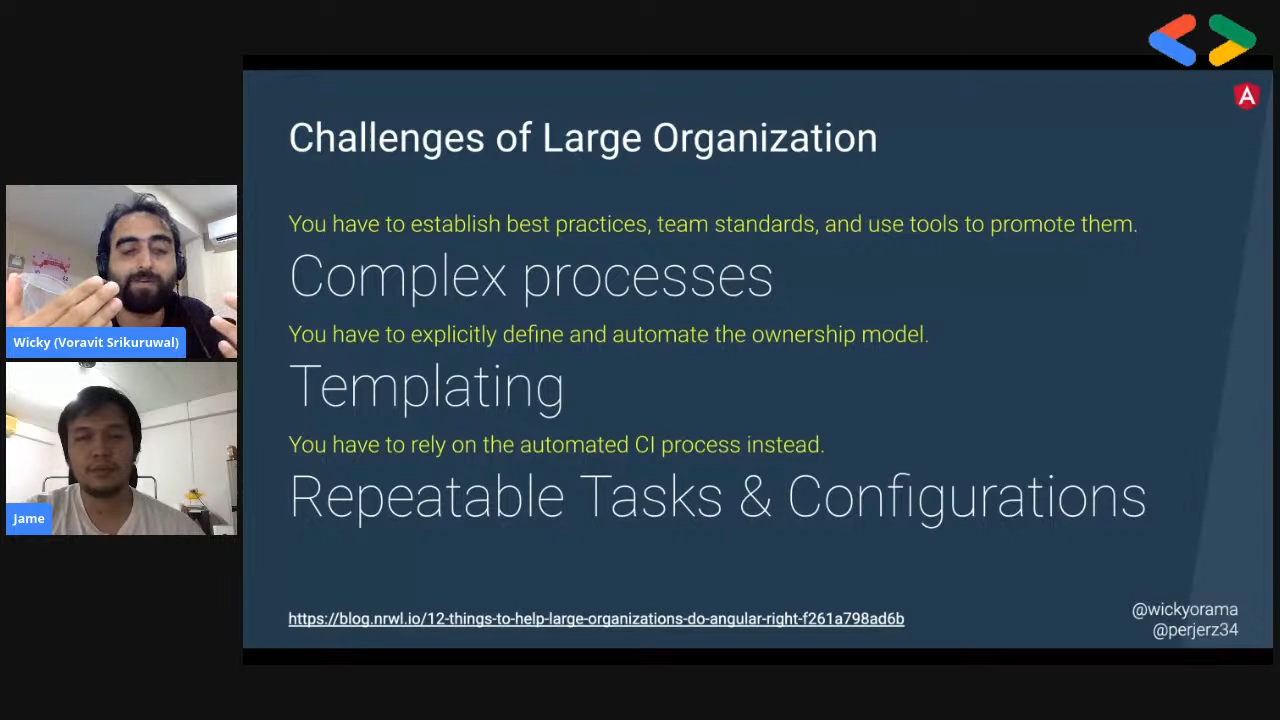 Challenges of Large Organization
You have to establish best practices, team standards, and use tools to promote them.
Complex processes
You have to explicitly define and automate the ownership model.
Templating
You have to rely on the automated CI process instead.
Repeatable Tasks & Configurations
https://blog.nrwl.io/12-things-to-help-large-organizations-do-angular-right-f261a798ad6b
@wickyorama
@perjerz34
A
Wicky (Voravit Srikuruwal)
Jame